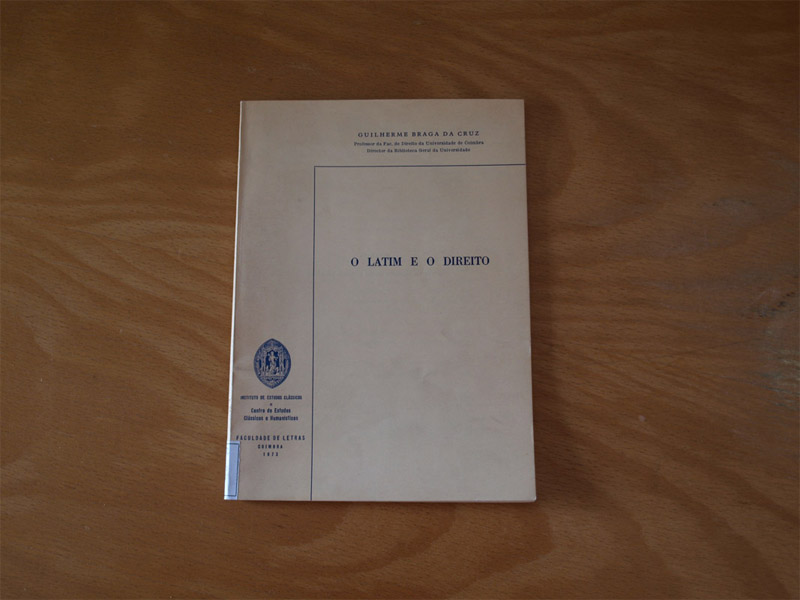 GUILHERME BRAGA DA CRUZ
Professor da Fac. de Direito da Universidade de Coimbra
Director da Biblioteca Geral da Universidade
O LATIM E O DIREITO
INSTITUTO DE ESTUDOS CLÁSSICOS
e
Centro de Estudos
Clássicos e Humanísticos
FACULDADE DE LETRAS
COIMBRA